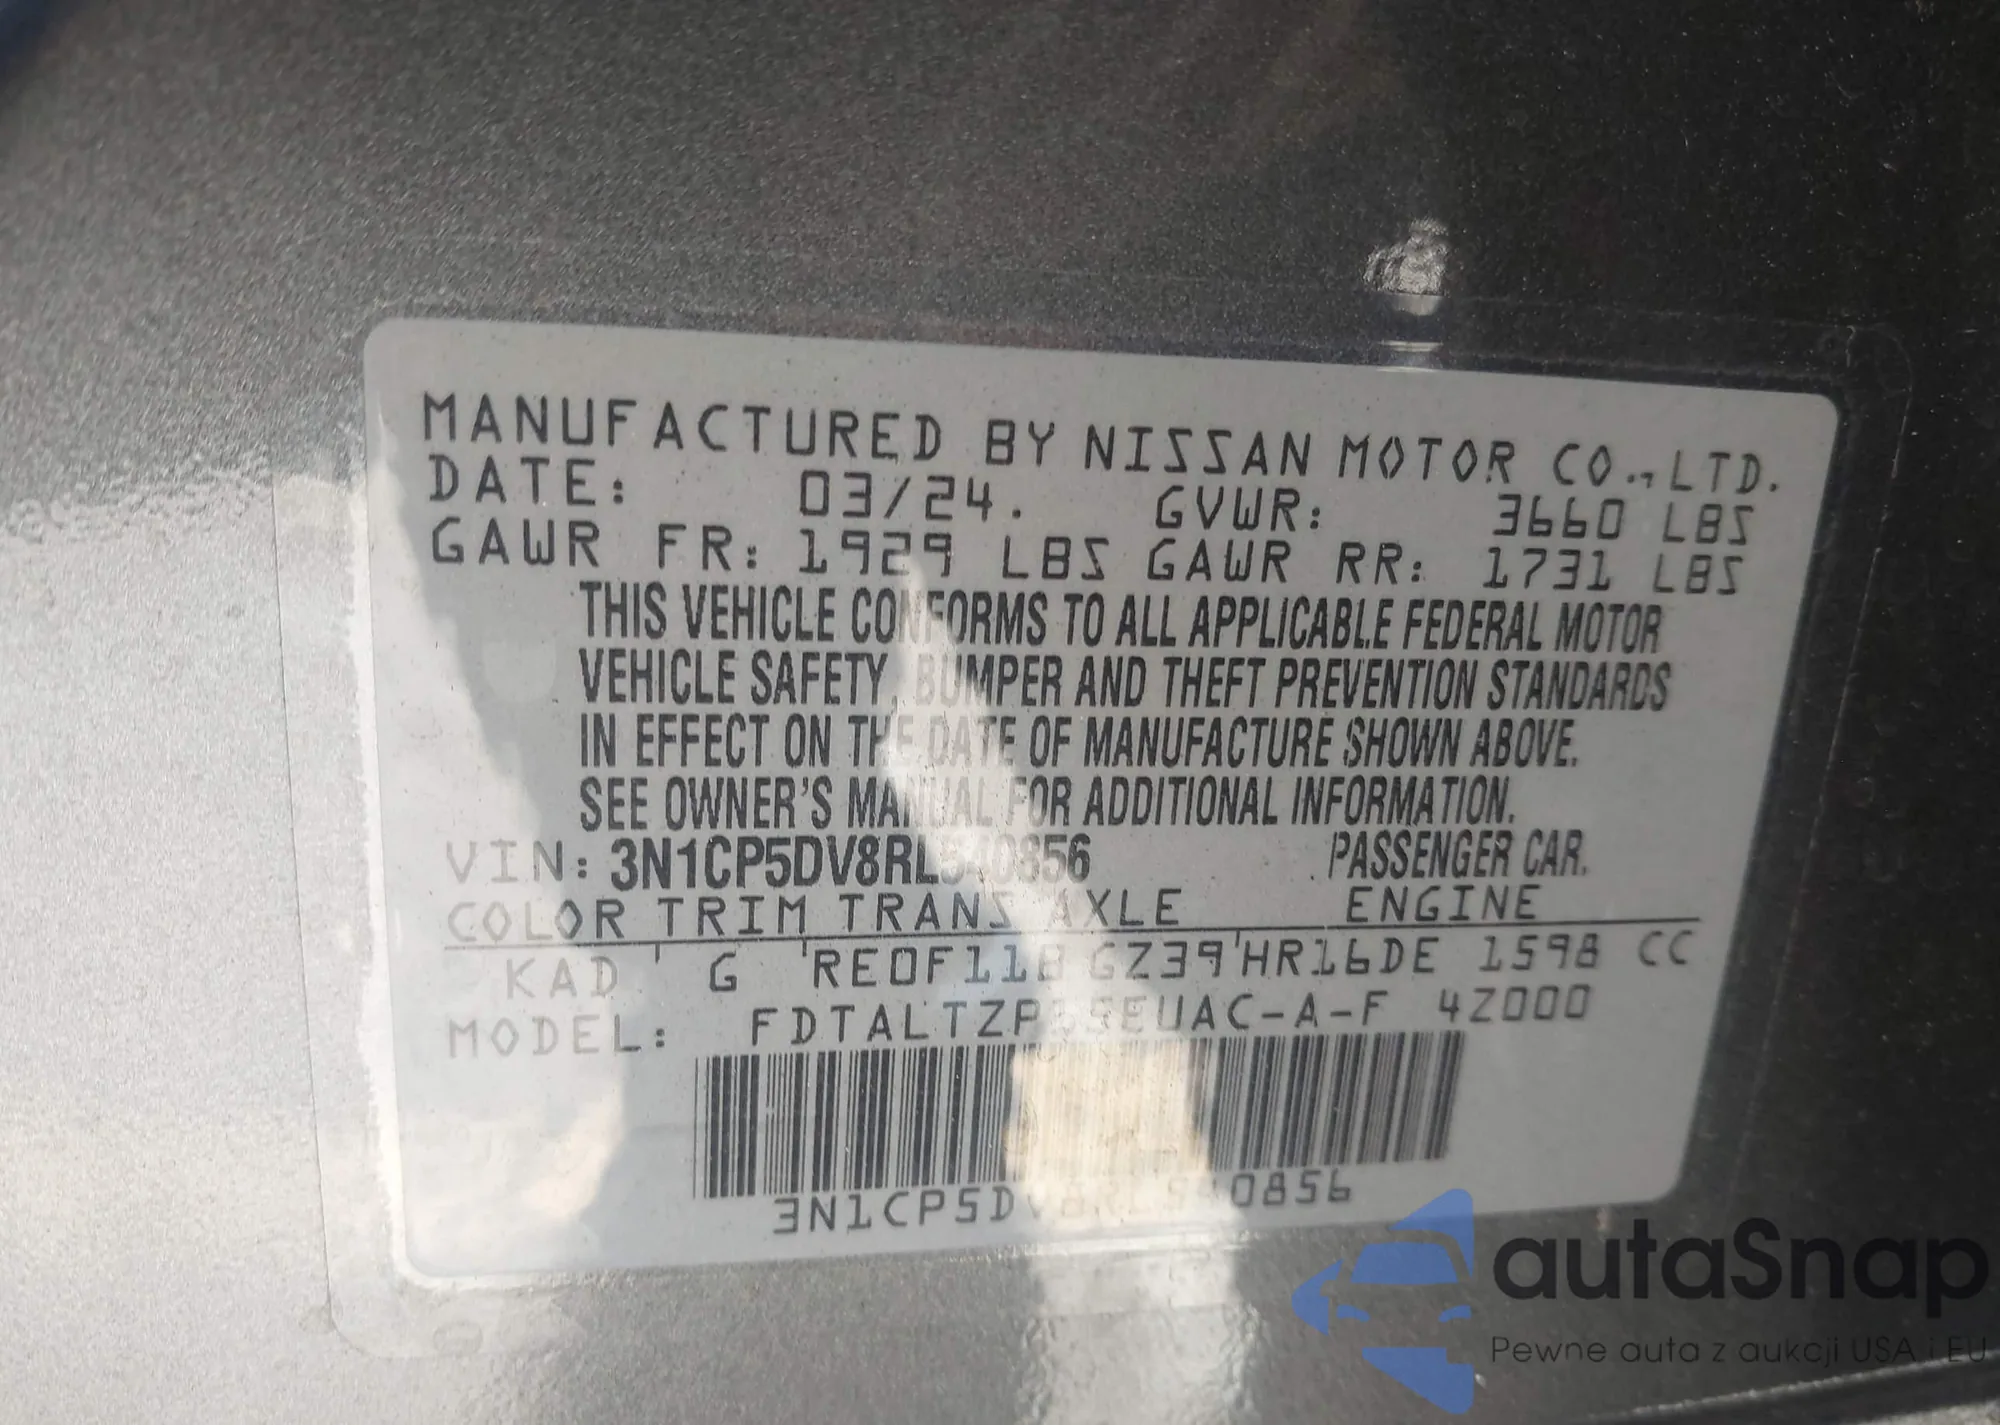 MANUFACTURED BY NISSAN MOTOR CO., LTD.
DATE: 03/24. GVWR: 3660 LBS
GAWR FR: 1929 LBS GAWR RR: 1731 LBS
THIS VEHICLE CONFORMS TO ALL APPLICABLE FEDERAL MOTOR
VEHICLE SAFETY, BUMPER AND THEFT PREVENTION STANDARDS
IN EFFECT ON THE DATE OF MANUFACTURE SHOWN ABOVE.
SEE OWNER'S MANUAL FOR ADDITIONAL INFORMATION.
VIN: PASSENGER CAR.
COLOR TRIM TRANS AXLE ENGINE
KAD G RE0F11B GZ39 HR16DE 1598 CC
MODEL: 4Z000
autaSnap
Pewne auta z aukcji USA i EU